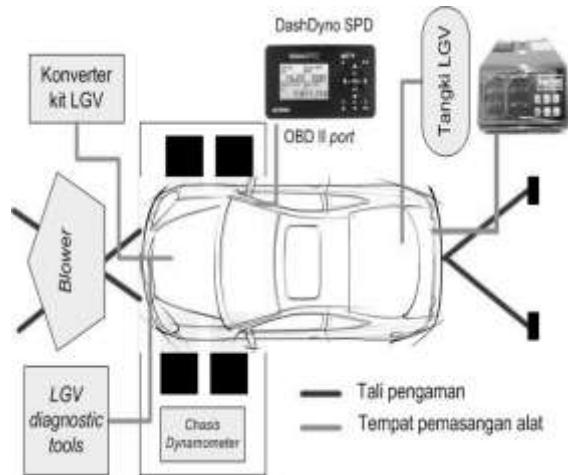 DashDyno SPD
Konverter
kit LGV
Tangki LGV
OBD II port
Blower
LGV
diagnostic
tools
Chass
Dynamometer
Tali pengaman
Tempat pemasangan alat